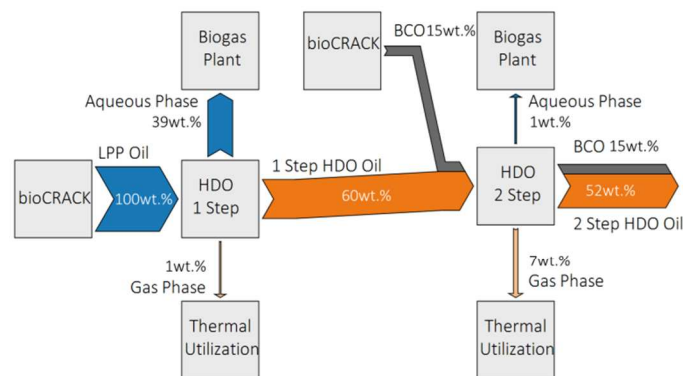 Biogas
Plant
bioCRACK
BCO15wt.%
Biogas
Plant
Aqueous Phase
39wt.%
Aqueous Phase
1wt.%
LPP Oil
1 Step HDO Oil
BCO 15wt.%
bioCRACK
100wt.%
HDO
1 Step
60wt.%
HDO
2 Step
52wt.%
2 Step HDO Oil
1wt.%
Gas Phase
7wt.%
Gas Phase
Thermal
Utilization
Thermal
Utilization